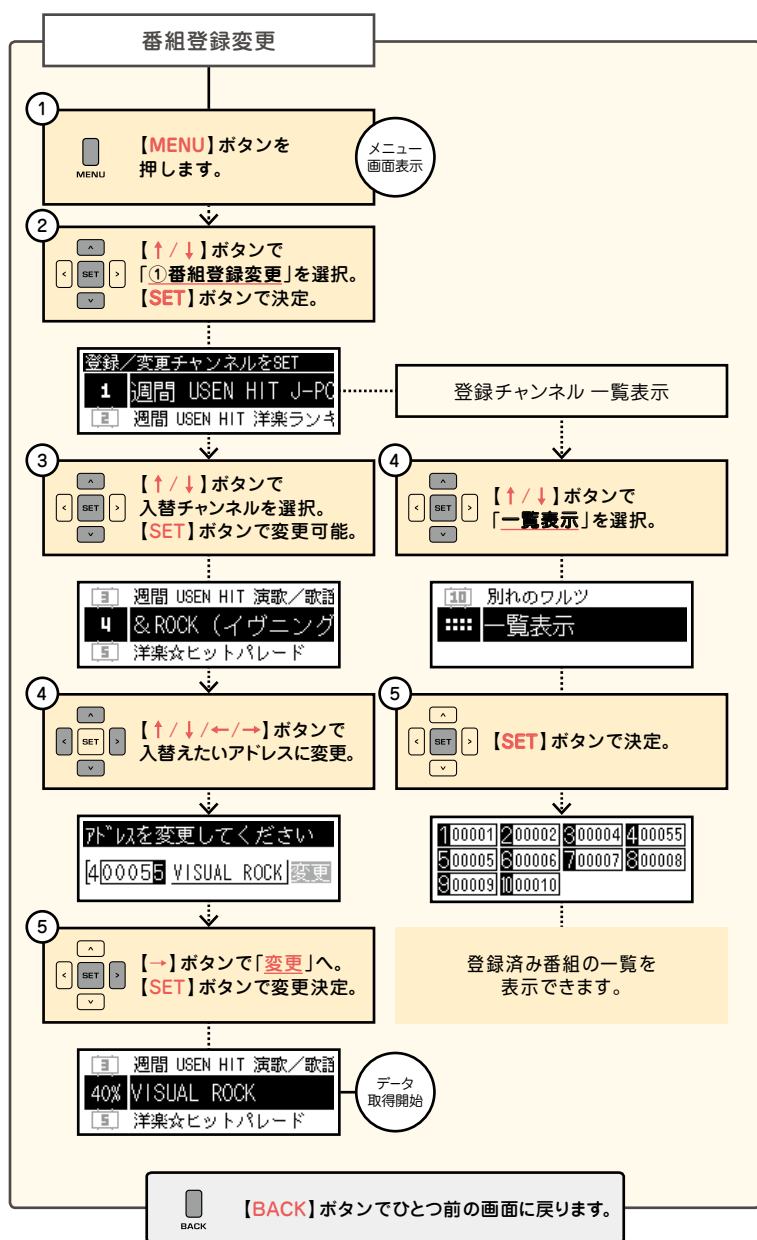 番組登録変更
1
MENU
【MENU】ボタンを
押します。
メニュー
画面表示
2
SET
【↑/↓】ボタンで
「①番組登録変更」を選択。
【SET】ボタンで決定。
登録／変更チャンネルをSET
1 週間 USEN HIT J-PO
2 週間 USEN HIT 洋楽ランキ
登録チャンネル 一覧表示
3
SET
【↑/↓】ボタンで
入替チャンネルを選択。
【SET】ボタンで変更可能。
3 週間 USEN HIT 演歌／歌謡
4 &ROCK (イヴニング
5 洋楽☆ヒットパレード
4
SET
【↑/↓/←/→】ボタンで
入替えたいアドレスに変更。
ｱﾄﾞﾚｽを変更してください
[4 00055 VISUAL ROCK 変更
5
SET
【→】ボタンで「変更」へ。
【SET】ボタンで変更決定。
3 週間 USEN HIT 演歌／歌謡
40% VISUAL ROCK
5 洋楽☆ヒットパレード
データ
取得開始
4
SET
【↑/↓】ボタンで
「一覧表示」を選択。
10 別れのワルツ
一覧表示
5
SET
【SET】ボタンで決定。
1 00001 2 00002 3 00004 4 00055
5 00005 6 00006 7 00007 8 00008
9 00009 10 00010
登録済み番組の一覧を
表示できます。
BACK
【BACK】ボタンでひとつ前の画面に戻ります。